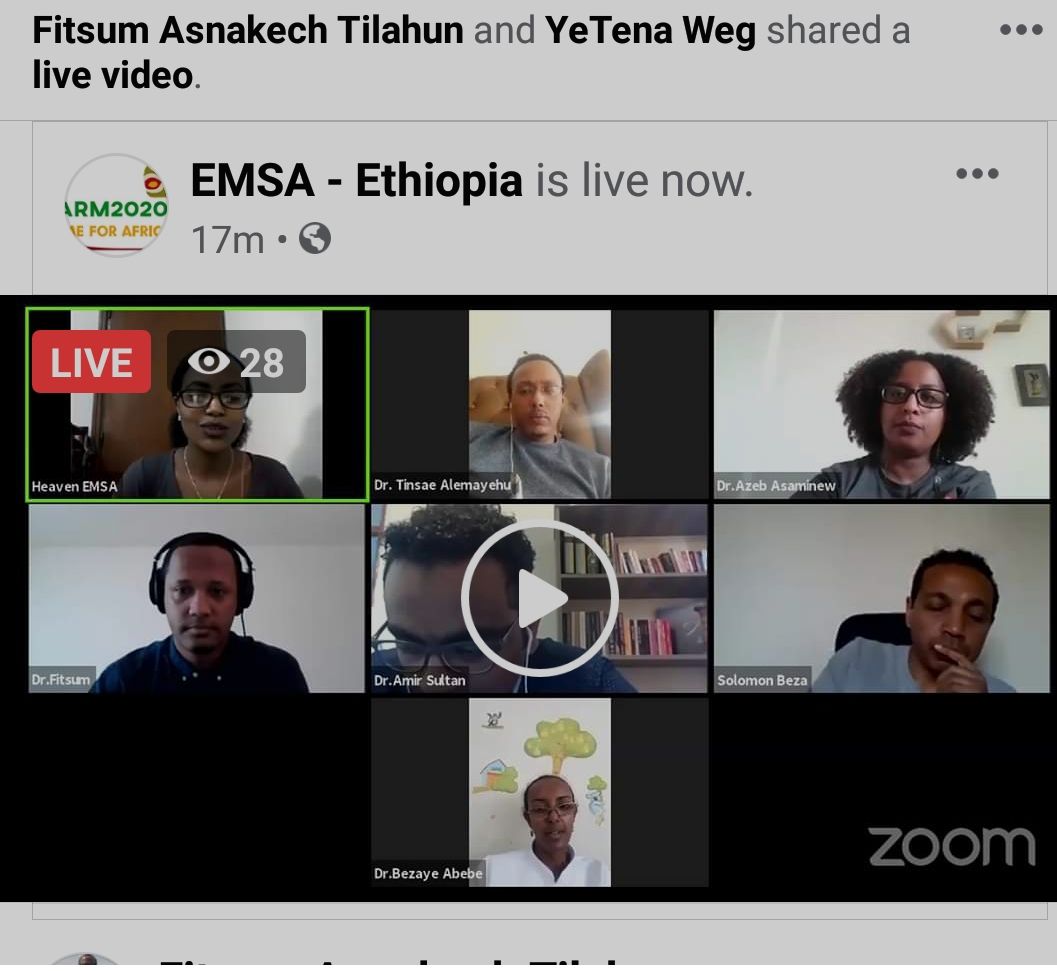 Fitsum Asnakech Tilahun and YeTena Weg shared a
live video.
EMSA - Ethiopia is live now.
17m •
ARM2020
AE FOR AFRIC
LIVE
28
Heaven EMSA
Dr. Tinsae Alemayehu
Dr.Azeb Asaminew
Dr.Fitsum
Dr.Amir Sultan
Solomon Beza
Dr.Bezaye Abebe
zoom